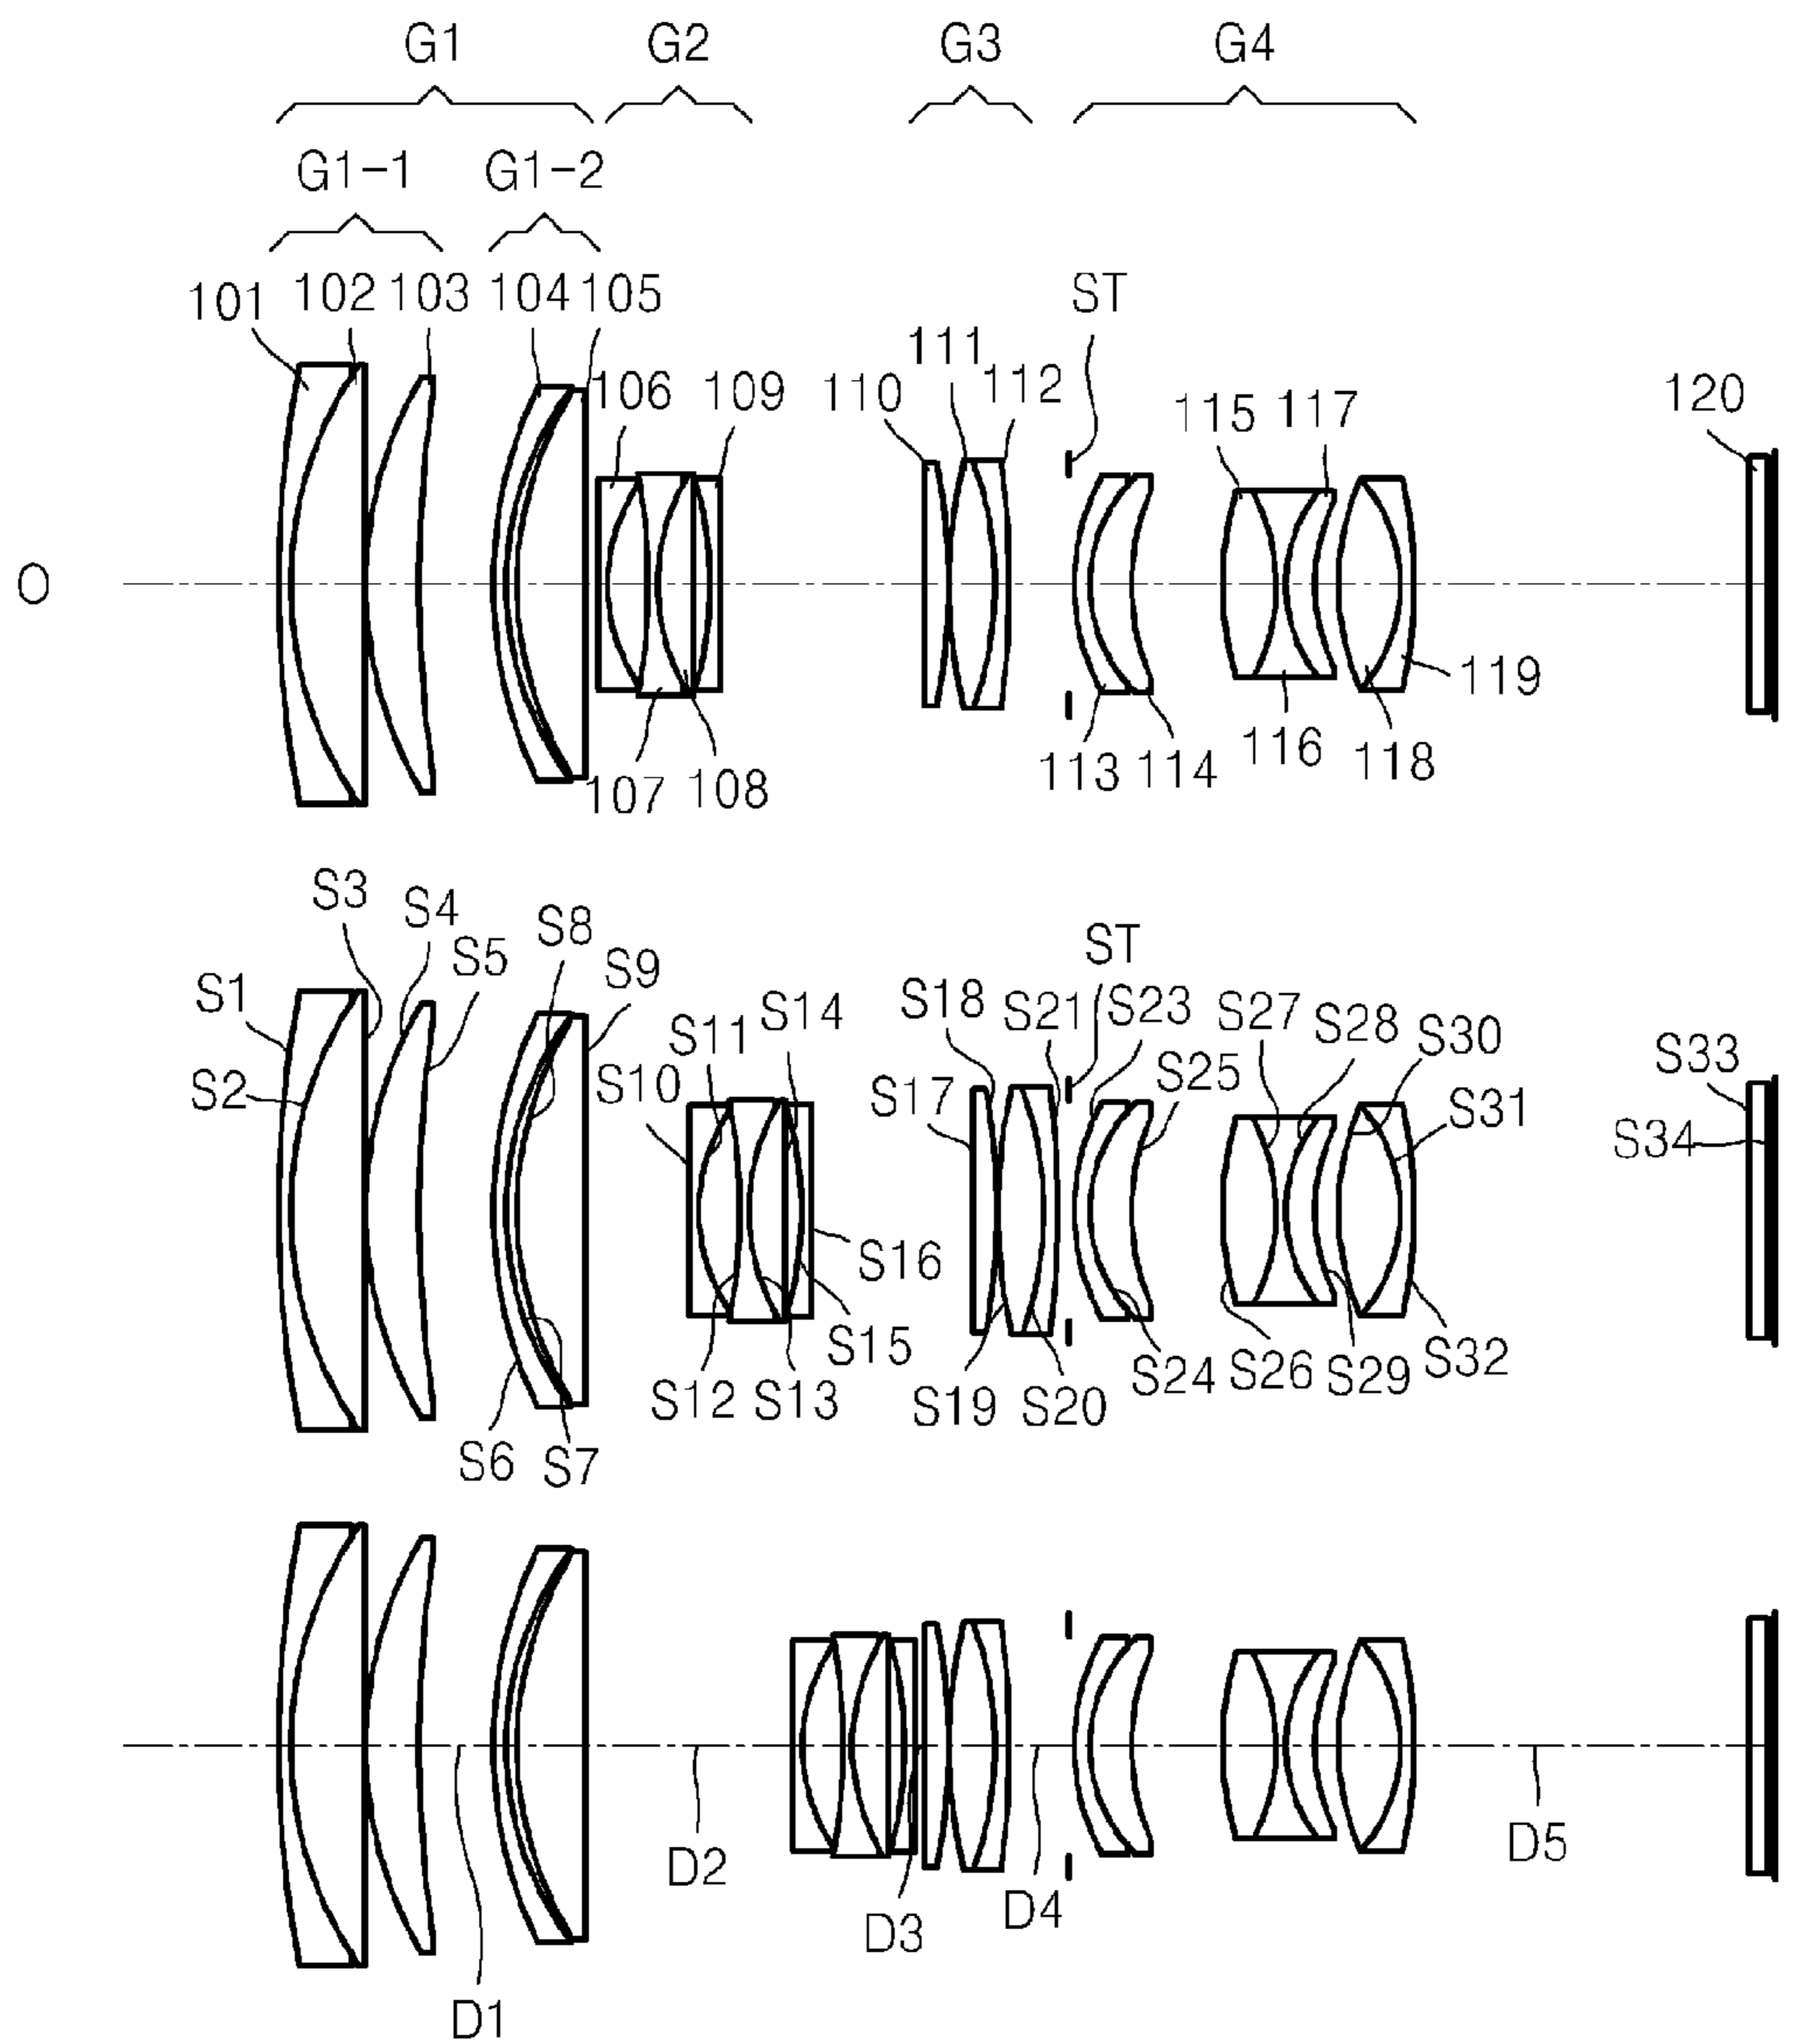 G1 G2 G3 G4
G1-1 G1-2
101 102 103 104 105 ST
111
106 109 110 112 115 117 120
O
119
107 108 113 114 116 118
S3 S4 S8
S1 S5 S9 ST
S2 S10 S11 S14 S18 S21 S23 S27 S28 S30 S33
S17 S25 S31 S34
S16
S15
S12 S13 S19 S20 S24 S26 S29 S32
S6 S7
D2 D5
D3 D4
D1